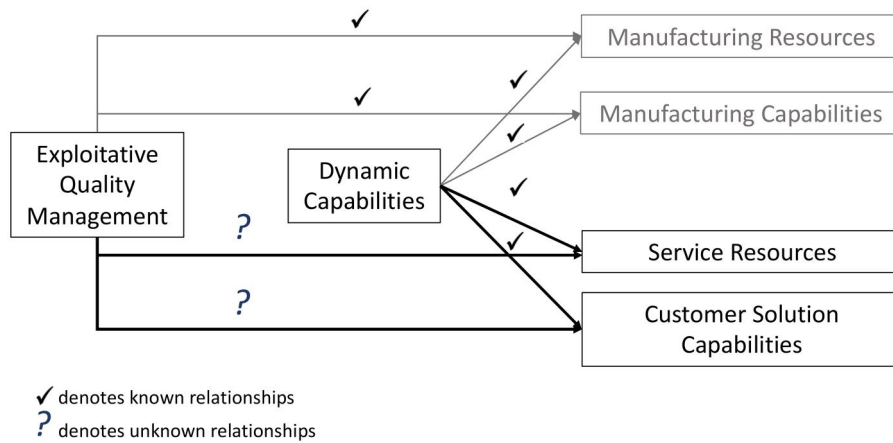 ✓
Manufacturing Resources
✓
✓
Manufacturing Capabilities
✓
Exploitative
Quality
Management
Dynamic
Capabilities
✓
?
✓
Service Resources
?
Customer Solution
Capabilities
✓ denotes known relationships
? denotes unknown relationships